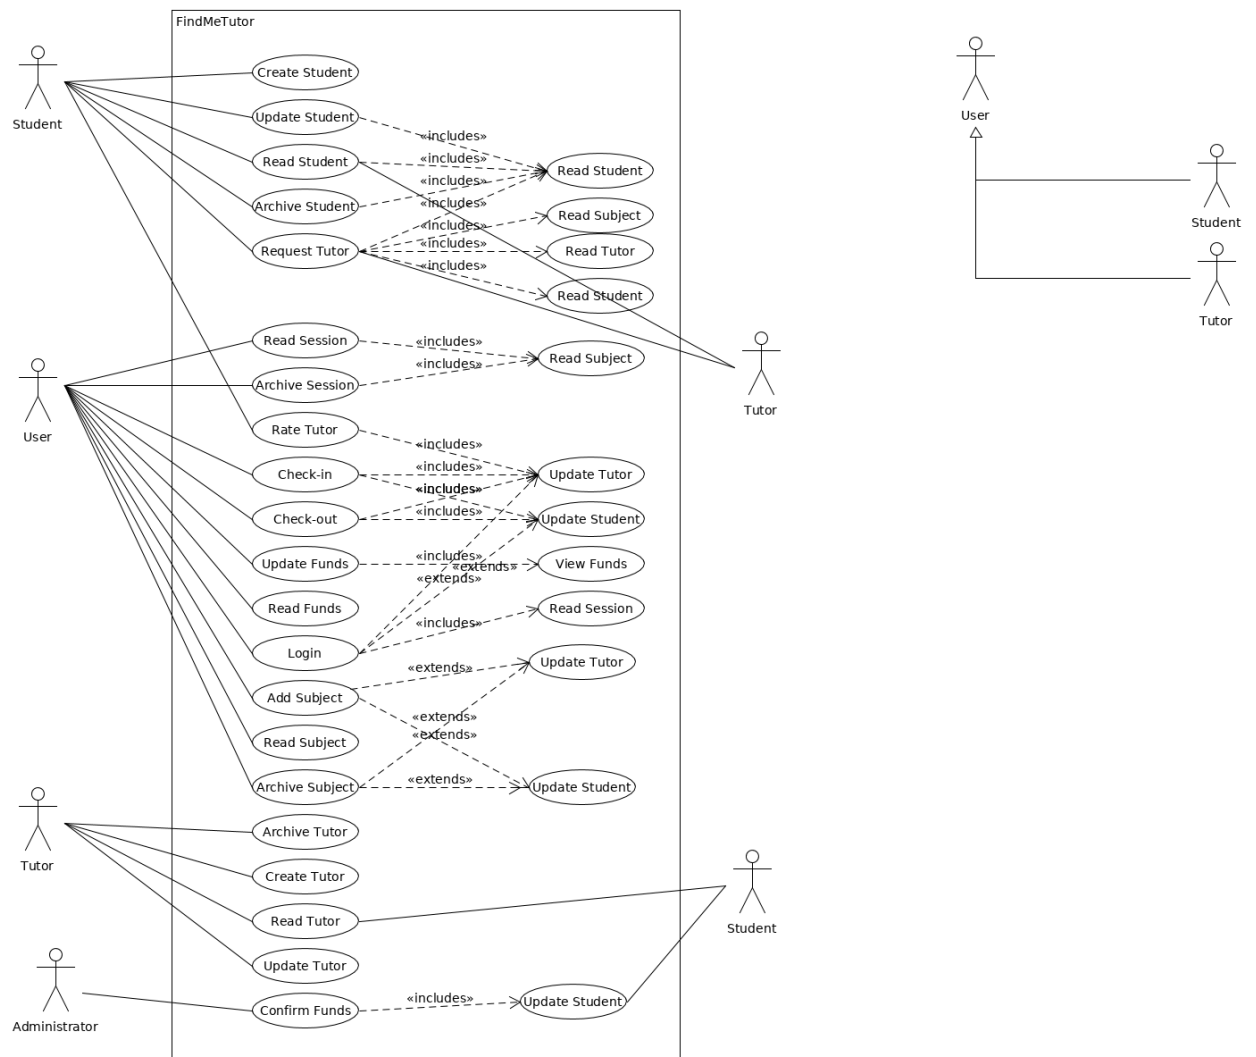 FindMeTutor
Create Student
Student
Update Student
«includes»
Read Student
«includes»
Read Student
«includes»
Archive Student
«includes»
Read Subject
«includes»
Request Tutor
«includes»
Read Tutor
«includes»
Read Student
User
Student
Tutor
Read Session
«includes»
Read Subject
«includes»
Archive Session
User
Tutor
Rate Tutor
«includes»
Check-in
«includes»
Update Tutor
«includes»
«includes»
Check-out
«includes»
Update Student
Update Funds
«includes»
«extends»
«extends»
View Funds
Read Funds
Read Session
«includes»
Login
«extends»
Update Tutor
Add Subject
«extends»
«extends»
Read Subject
Archive Subject
«extends»
Update Student
Tutor
Archive Tutor
Create Tutor
Read Tutor
Student
Update Tutor
Administrator
Confirm Funds
«includes»
Update Student